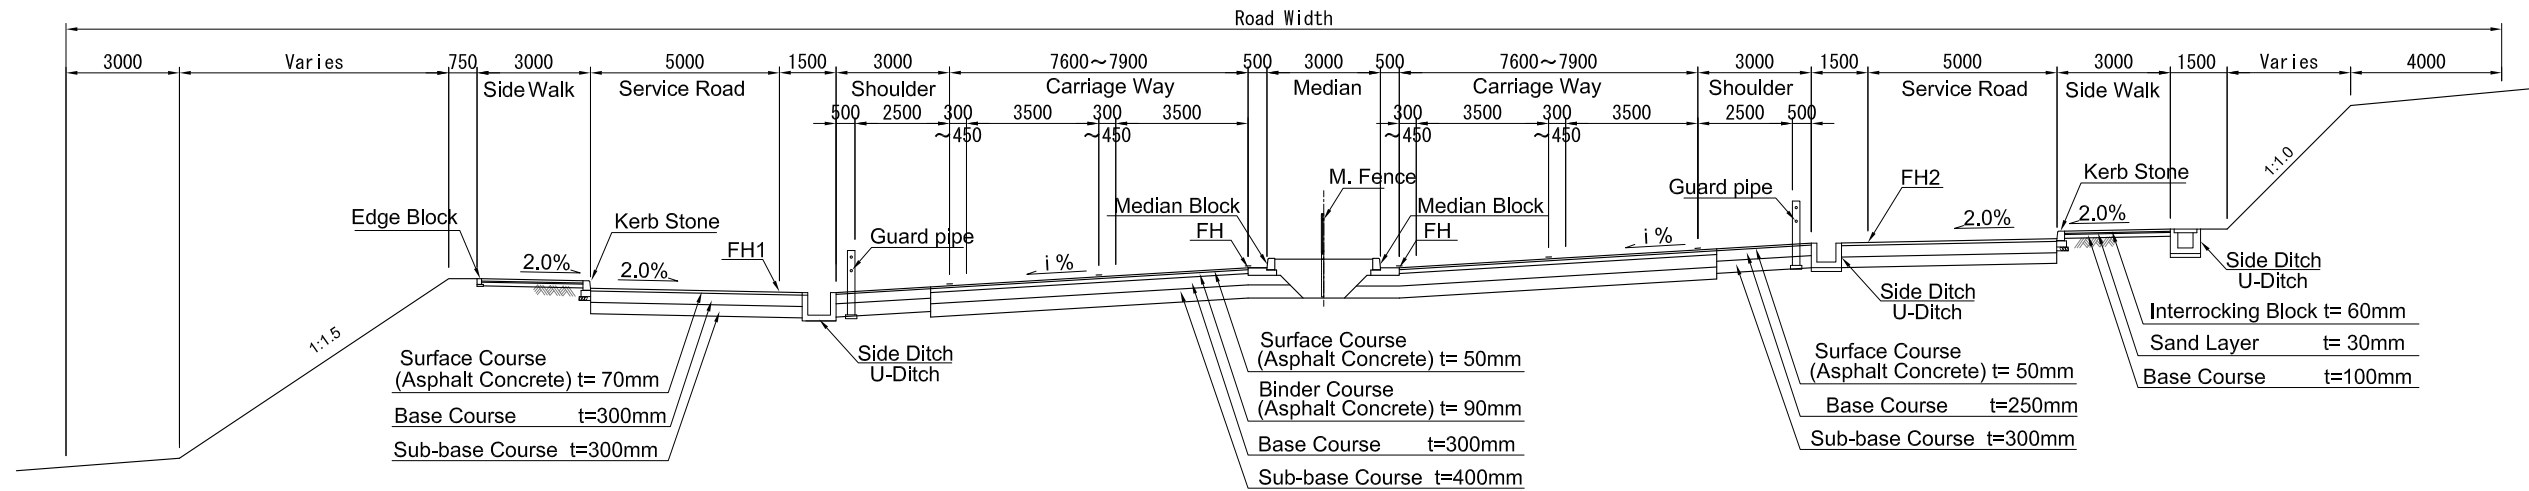 Road Width
3000 Varies 750 3000 5000 1500 3000 7600～7900 500 3000 500 7600～7900 3000 1500 5000 3000 1500 Varies 4000
Side Walk Service Road Shoulder Carriage Way Median Carriage Way Shoulder Service Road Side Walk
500 2500 300 3500 300 3500 300 3500 300 3500 2500 500
～450 ～450 ～450 ～450
1:1.0
M. Fence
Guard pipe
FH2
Kerb Stone
Edge Block
Kerb Stone
Median Block
Median Block
2.0%
2.0%
FH
FH
Guard pipe
FH1
i %
i %
2.0%
2.0%
Side Ditch
U-Ditch
Side Ditch
U-Ditch
1:1.5
Interrocking Block t= 60mm
Sand Layer t= 30mm
Base Course t=100mm
Side Ditch
U-Ditch
Surface Course
(Asphalt Concrete) t= 70mm
Base Course t=300mm
Sub-base Course t=300mm
Surface Course
(Asphalt Concrete) t= 50mm
Binder Course
(Asphalt Concrete) t= 90mm
Base Course t=300mm
Sub-base Course t=400mm
Surface Course
(Asphalt Concrete) t= 50mm
Base Course t=250mm
Sub-base Course t=300mm